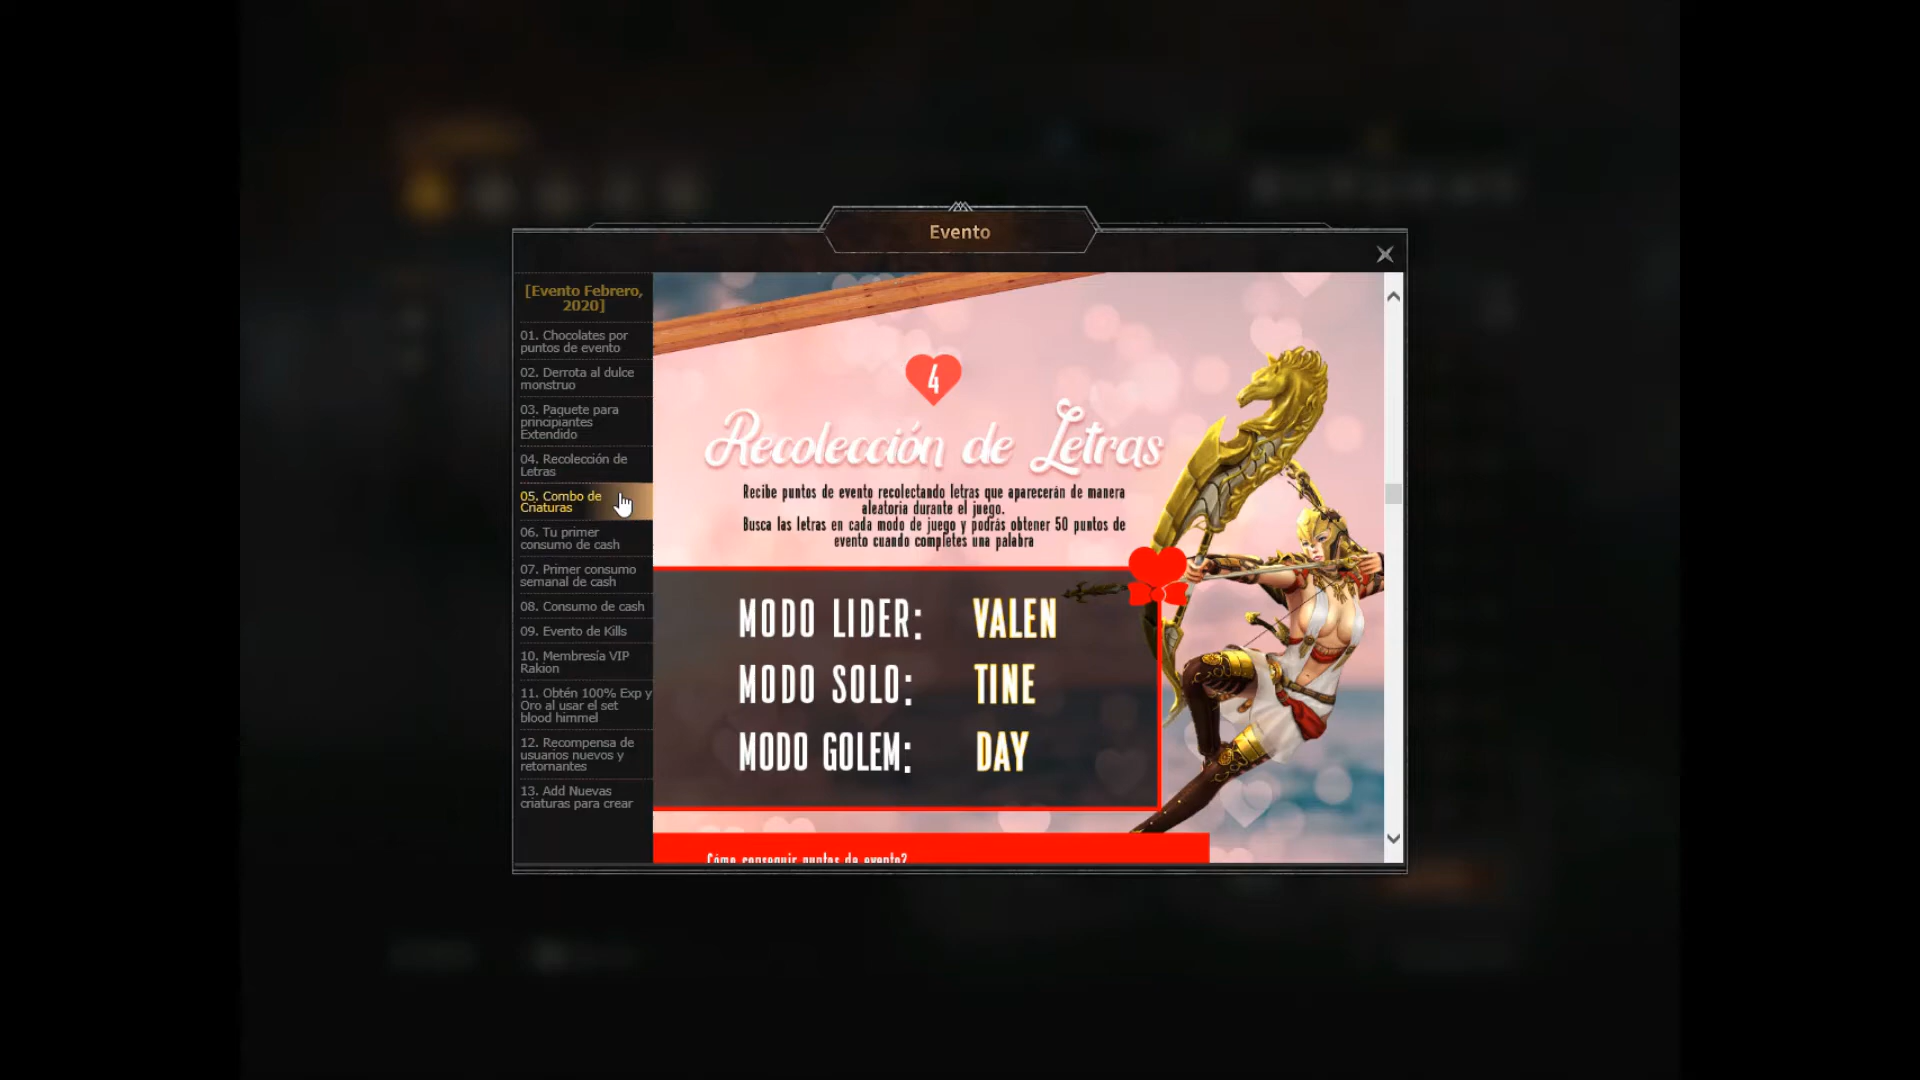 Evento
[Evento Febrero,
2020]
01. Chocolates por
puntos de evento
02. Derrota al dulce
monstruo
03. Paquete para
principiantes
Extendido
04. Recolección de
Letras
05. Combo de
Criaturas
06. Tu primer
consumo de cash
07. Primer consumo
semanal de cash
08. Consumo de cash
09. Evento de Kills
10. Membresía VIP
Rakion
11. Obtén 100% Exp y
Oro al usar el set
blood himmel
12. Recompensa de
usuarios nuevos y
retornantes
13. Add Nuevas
criaturas para crear
4
Recolección de Letras
Recibe puntos de evento recolectando letras que aparecerán de manera
aleatoria durante el juego.
Busca las letras en cada modo de juego y podrás obtener 50 puntos de
evento cuando completes una palabra
MODO LIDER: VALEN
MODO SOLO: TINE
MODO GOLEM: DAY
Cómo conseguir puntos de evento?